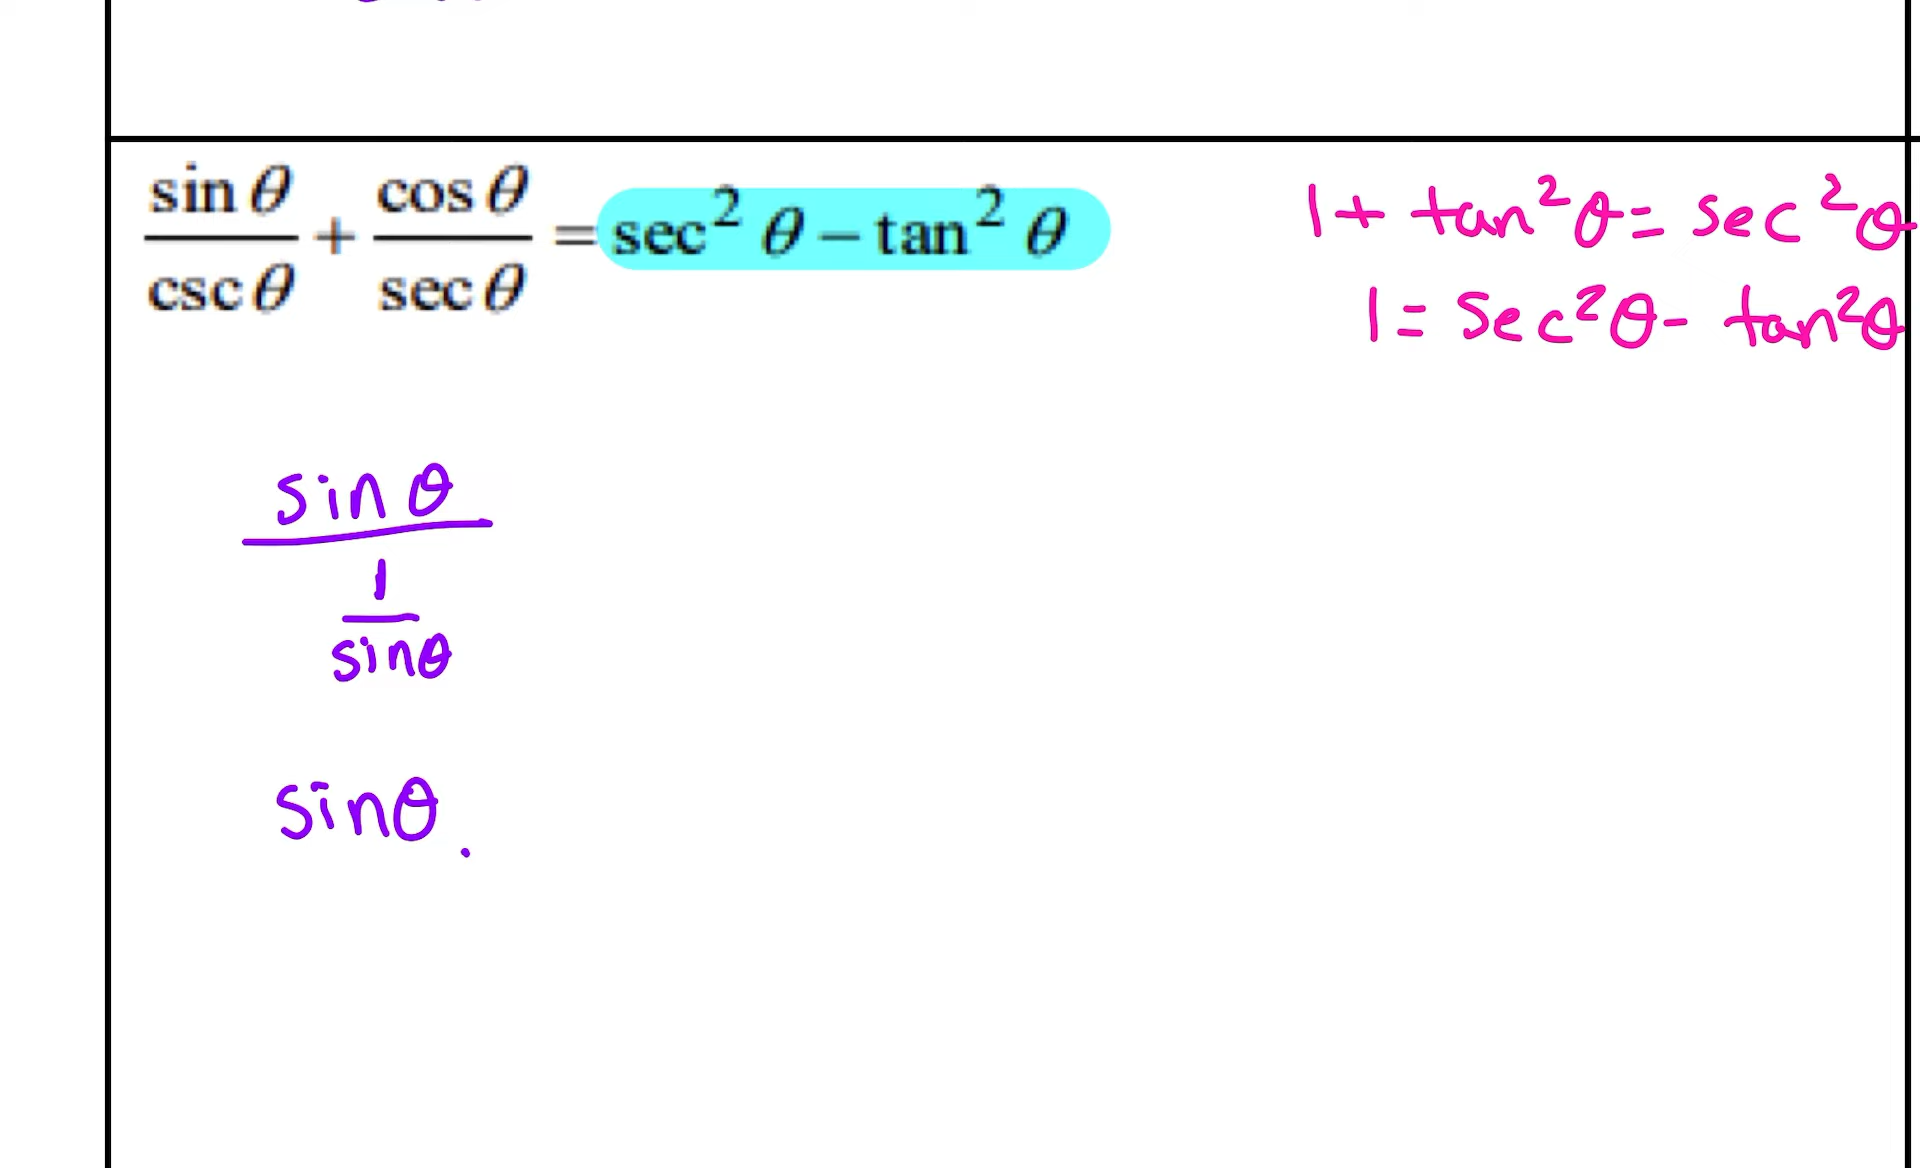 sin θ / csc θ + cos θ / sec θ = sec² θ − tan² θ
1 + tan²θ = sec²θ
1 = sec²θ - tan²θ
sin θ
1
sinθ
sinθ .